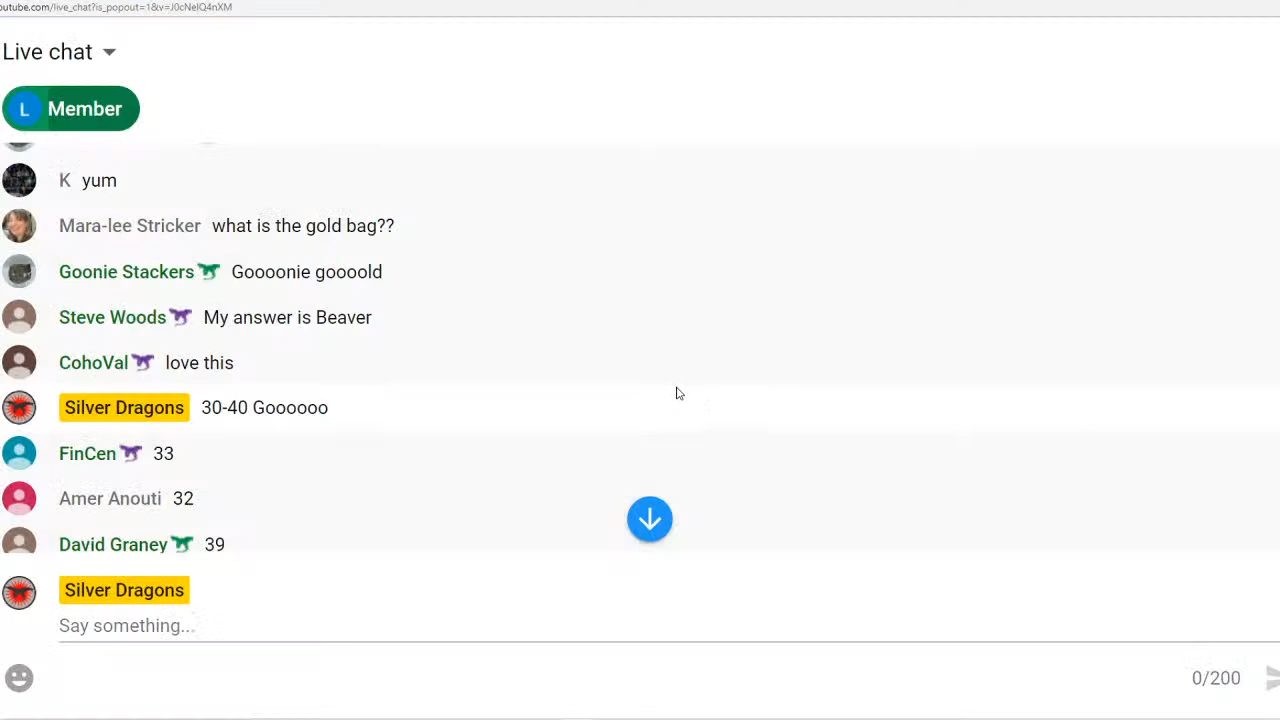 outube.com/live_chat?is_popout=1&v=J0cNeIQ4nXM
Live chat
L Member
K yum
Mara-lee Stricker what is the gold bag??
Goonie Stackers Goooonie goooold
Steve Woods My answer is Beaver
CohoVal love this
Silver Dragons 30-40 Goooooo
FinCen 33
Amer Anouti 32
David Graney 39
Silver Dragons
Say something...
0/200